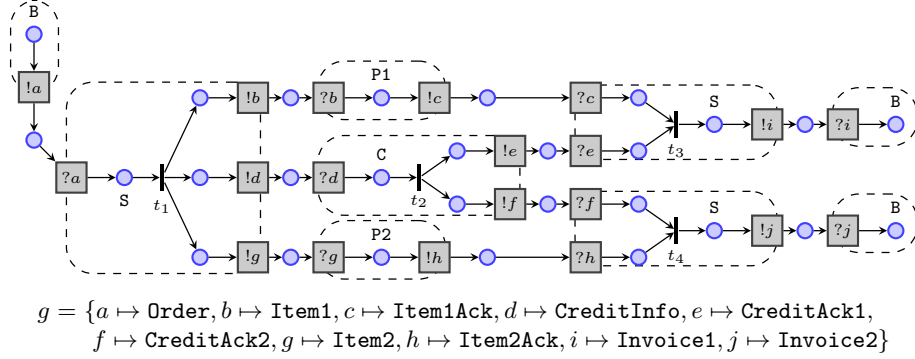 B
!a
?a
S
t₁
!b
?b
P1
!c
?c
S
t₃
!i
?i
B
!d
?d
C
t₂
!e
?e
!f
?f
S
t₄
!j
?j
B
!g
?g
P2
!h
?h
g = {a ↦ Order, b ↦ Item1, c ↦ Item1Ack, d ↦ CreditInfo, e ↦ CreditAck1,
f ↦ CreditAck2, g ↦ Item2, h ↦ Item2Ack, i ↦ Invoice1, j ↦ Invoice2}